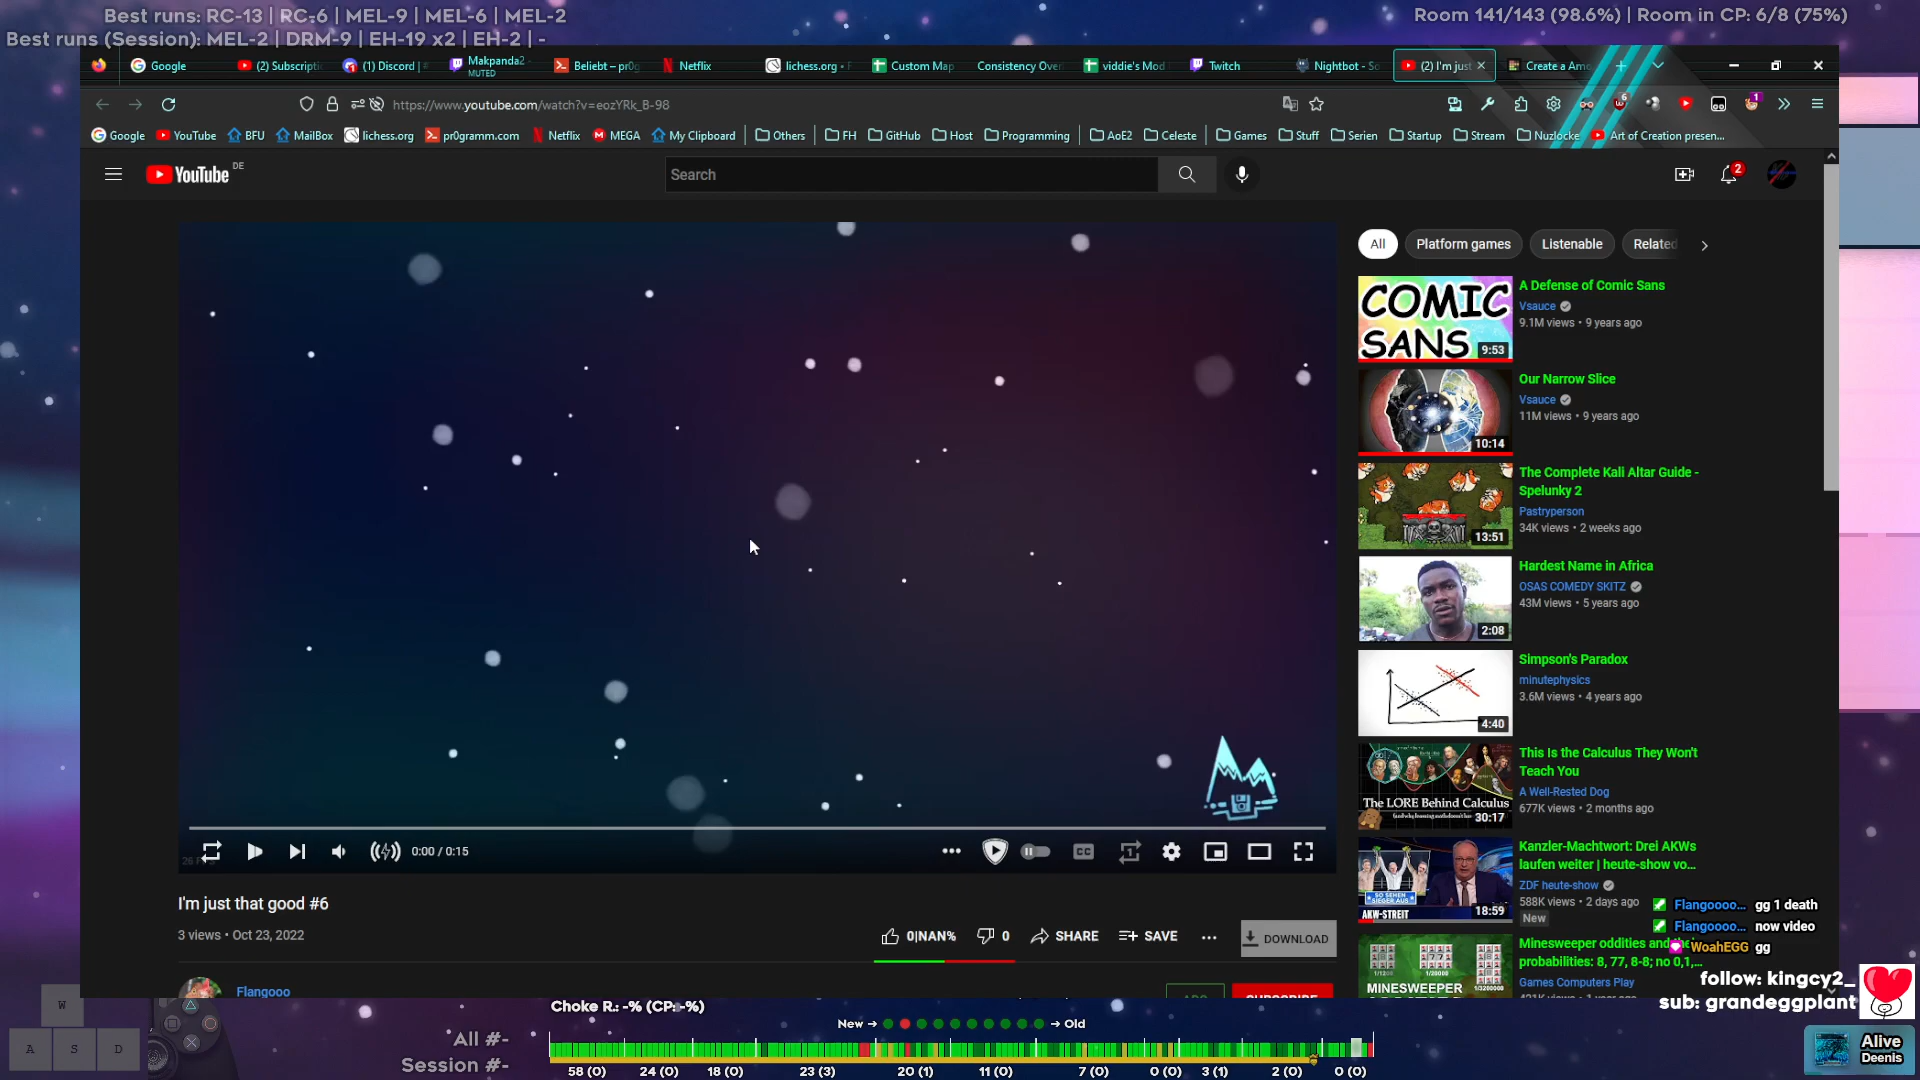 Best runs: RC-13 | RC-6 | MEL-9 | MEL-6 | MEL-2
Room 141/143 (98.6%) | Room in CP: 6/8 (75%)
Best runs (Session): MEL-2 | DRM-9 | EH-19 x2 | EH-2 | -
Google
(2) Subscripti
(1) Discord |
Makpanda2
MUTED
Beliebt – pr0g
Netflix
lichess.org •
Custom Map
Consistency Over
viddie's Mod
Twitch
Nightbot - So
(2) I'm just
Create a Amo
https://www.youtube.com/watch?v=eozYRk_B-98
6
1
Google YouTube BFU MailBox lichess.org pr0gramm.com Netflix MEGA My Clipboard Others FH GitHub Host Programming AoE2 Celeste Games Stuff Serien Startup Stream Nuzlocke Art of Creation presen...
YouTube DE
Search
2
All Platform games Listenable Related
COMIC
SANS
9:53
A Defense of Comic Sans
Vsauce
9.1M views • 9 years ago
10:14
Our Narrow Slice
Vsauce
11M views • 9 years ago
13:51
The Complete Kali Altar Guide -
Spelunky 2
Pastryperson
34K views • 2 weeks ago
2:08
Hardest Name in Africa
OSAS COMEDY SKITZ
43M views • 5 years ago
4:40
Simpson's Paradox
minutephysics
3.6M views • 4 years ago
The LORE Behind Calculus
30:17
This Is the Calculus They Won't
Teach You
A Well-Rested Dog
677K views • 2 months ago
SO SEHEN
SIEGER AUS
AKW-STREIT
18:59
Kanzler-Machtwort: Drei AKWs
laufen weiter | heute-show vo...
ZDF heute-show
588K views • 2 days ago
New
MINESWEEPER
Minesweeper oddities and
probabilities: 8, 77, 8-8; no 0,1,...
Games Computers Play
0:00 / 0:15
CC
I'm just that good #6
3 views • Oct 23, 2022
0|NAN%
0
SHARE
SAVE
DOWNLOAD
Flangooo
SUBSCRIBE
Flangoooo... gg 1 death
Flangoooo... now video
WoahEGG gg
follow: kingcy2_
sub: grandeggplant
Alive
Deenis
W
A S D
Choke R.: -% (CP: -%)
New → → Old
All #-
Session #-
58 (0) 24 (0) 18 (0) 23 (3) 20 (1) 11 (0) 7 (0) 0 (0) 3 (1) 2 (0) 0 (0)